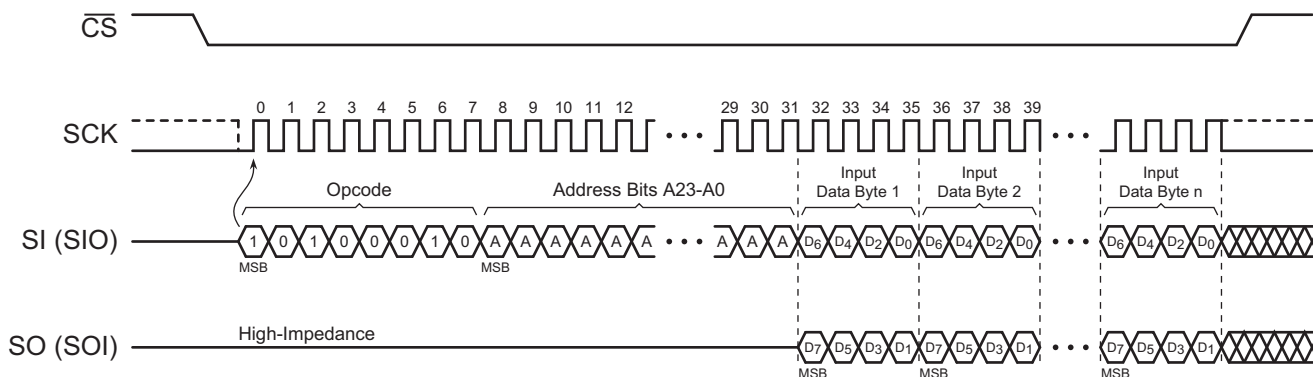 CS
0 1 2 3 4 5 6 7 8 9 10 11 12 29 30 31 32 33 34 35 36 37 38 39
SCK
Opcode
Address Bits A23-A0
Input
Data Byte 1
Input
Data Byte 2
Input
Data Byte n
SI (SIO)
1 0 1 0 0 0 1 0 A A A A A A A A A D6 D4 D2 D0 D6 D4 D2 D0 D6 D4 D2 D0
MSB MSB
High-Impedance
SO (SOI)
D7 D5 D3 D1 D7 D5 D3 D1 D7 D5 D3 D1
MSB MSB MSB